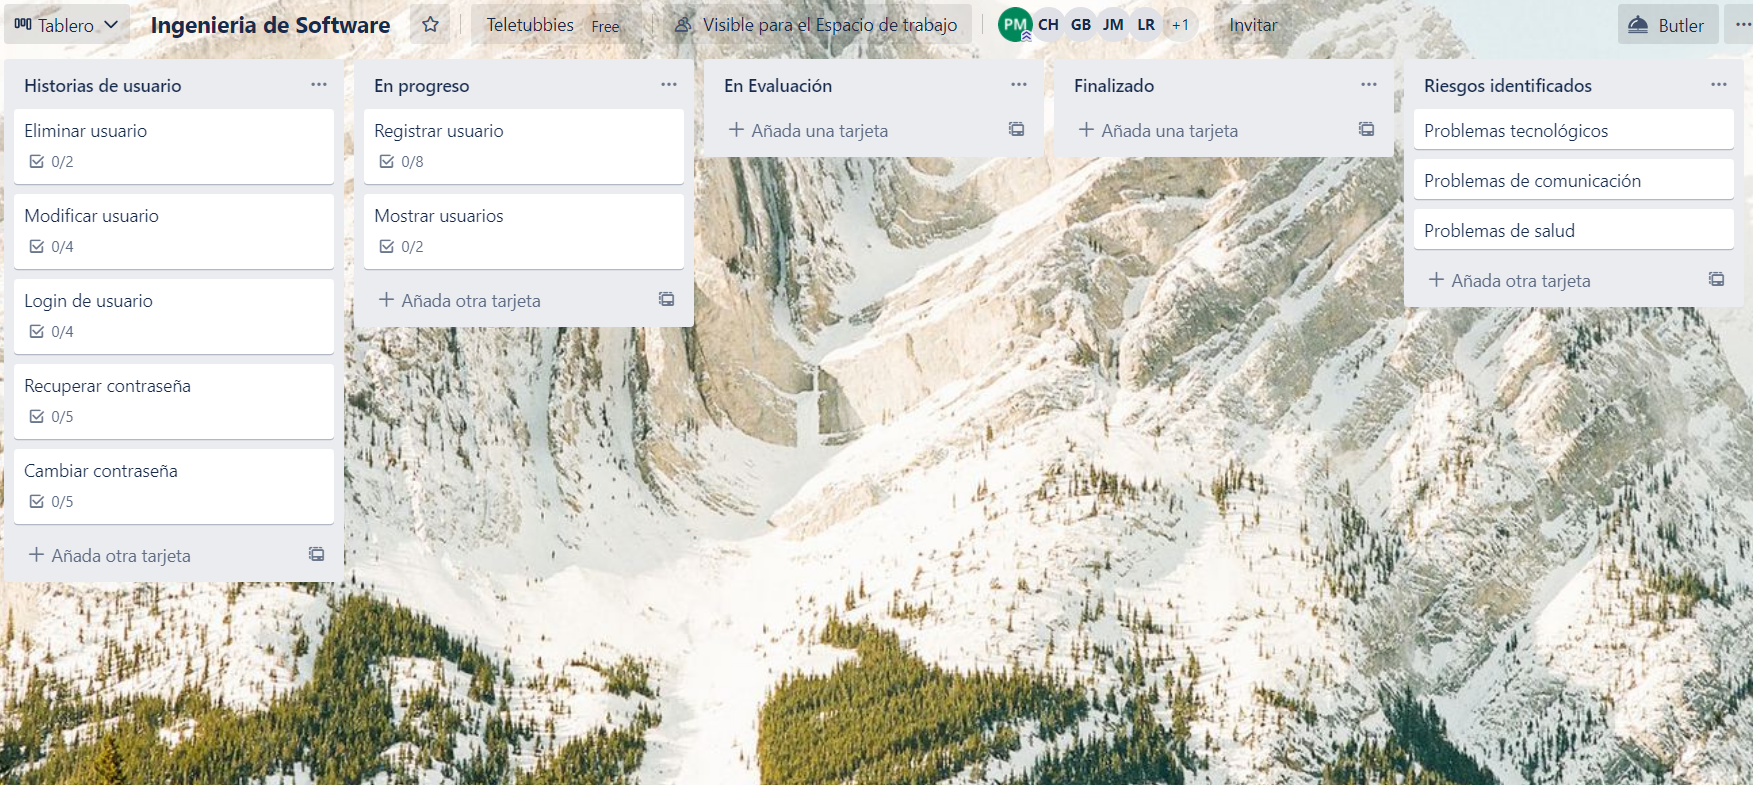 Tablero
Ingenieria de Software
Teletubbies Free
Visible para el Espacio de trabajo
PM CH GB JM LR +1
Invitar
Butler
Historias de usuario
Eliminar usuario
0/2
Modificar usuario
0/4
Login de usuario
0/4
Recuperar contraseña
0/5
Cambiar contraseña
0/5
+ Añada otra tarjeta
En progreso
Registrar usuario
0/8
Mostrar usuarios
0/2
+ Añada otra tarjeta
En Evaluación
+ Añada una tarjeta
Finalizado
+ Añada una tarjeta
Riesgos identificados
Problemas tecnológicos
Problemas de comunicación
Problemas de salud
+ Añada otra tarjeta